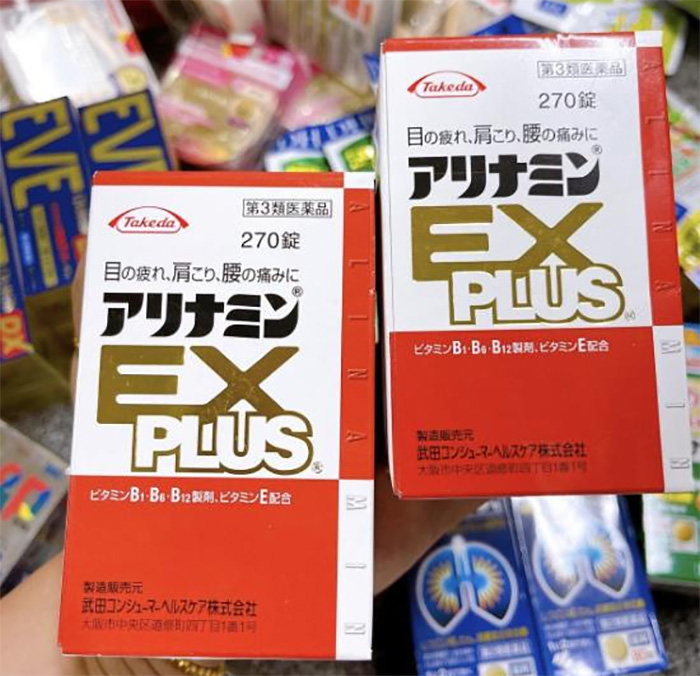 Takeda
第3類医薬品
270錠
目の疲れ、肩こり、腰の痛みに
アリナミン®
EX
PLUS
ビタミンB1・B6・B12製剤、ビタミンE配合
製造販売元
武田コンシューマーヘルスケア株式会社
大阪市中央区道修町四丁目1番1号
ALINAMIN
Takeda
第3類医薬品
270錠
目の疲れ、肩こり、腰の痛みに
アリナミン®
EX
PLUS
ビタミンB1・B6・B12製剤、ビタミンE配合
製造販売元
武田コンシューマーヘルスケア株式会社
大阪市中央区道修町四丁目1番1号
ALINAMIN
EVE
EVE
DX